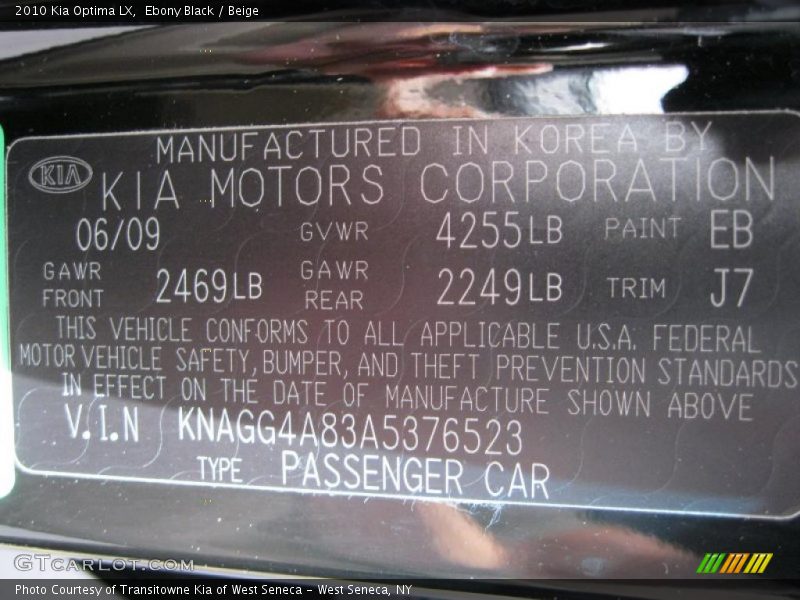 2010 Kia Optima LX,  Ebony Black / Beige
MANUFACTURED IN KOREA BY
KIA KIA MOTORS CORPORATION
06/09 GVWR 4255LB PAINT EB
GAWR FRONT 2469LB GAWR REAR 2249LB TRIM J7
THIS VEHICLE CONFORMS TO ALL APPLICABLE U.S.A. FEDERAL
MOTOR VEHICLE SAFETY, BUMPER, AND THEFT PREVENTION STANDARDS
IN EFFECT ON THE DATE OF MANUFACTURE SHOWN ABOVE
V.I.N KNAGG4A83A5376523
TYPE PASSENGER CAR
GTCARLOT.COM
Photo Courtesy of Transitowne Kia of West Seneca - West Seneca, NY